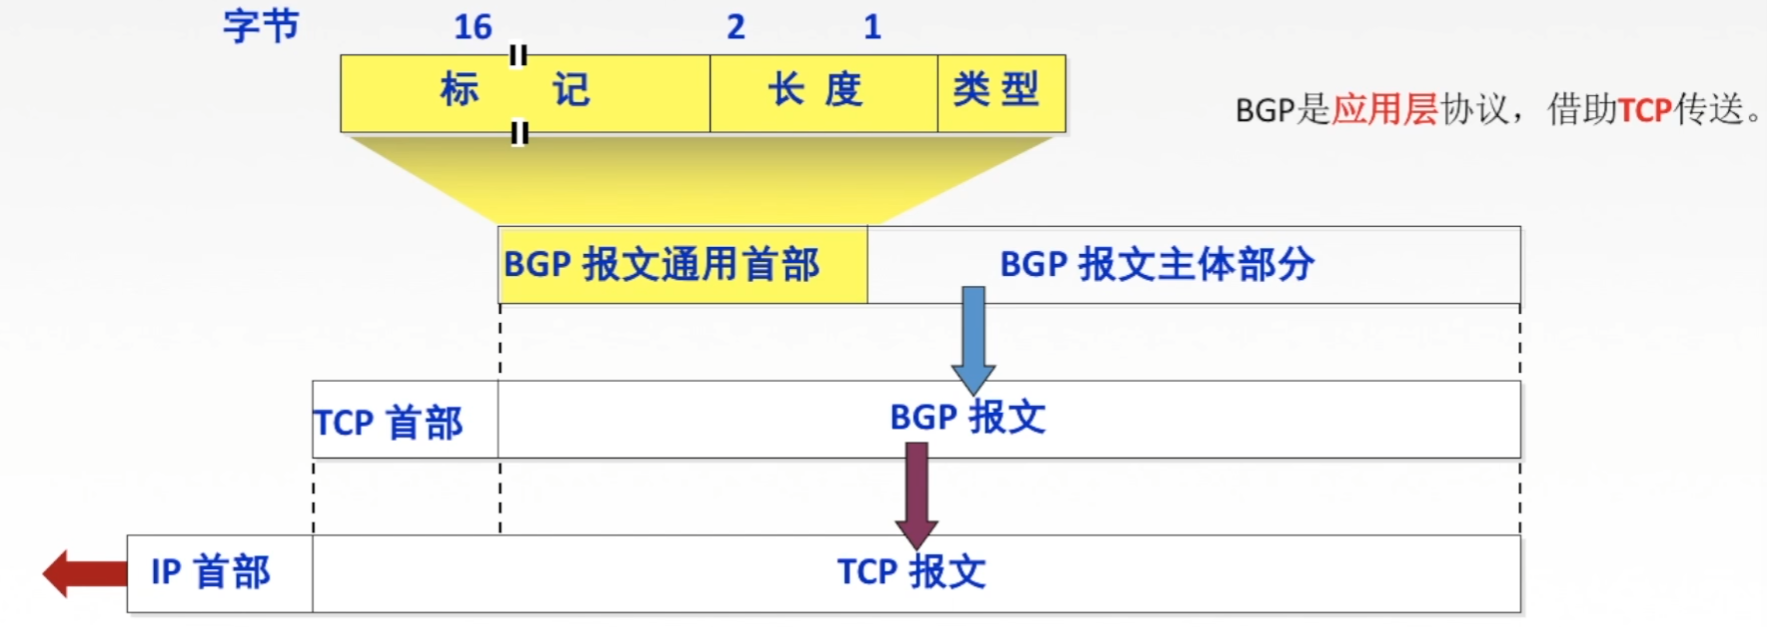 字节 16 2 1
标 记 长 度 类 型
BGP是应用层协议，借助TCP传送。
BGP 报文通用首部 BGP 报文主体部分
TCP 首部 BGP 报文
IP 首部 TCP 报文